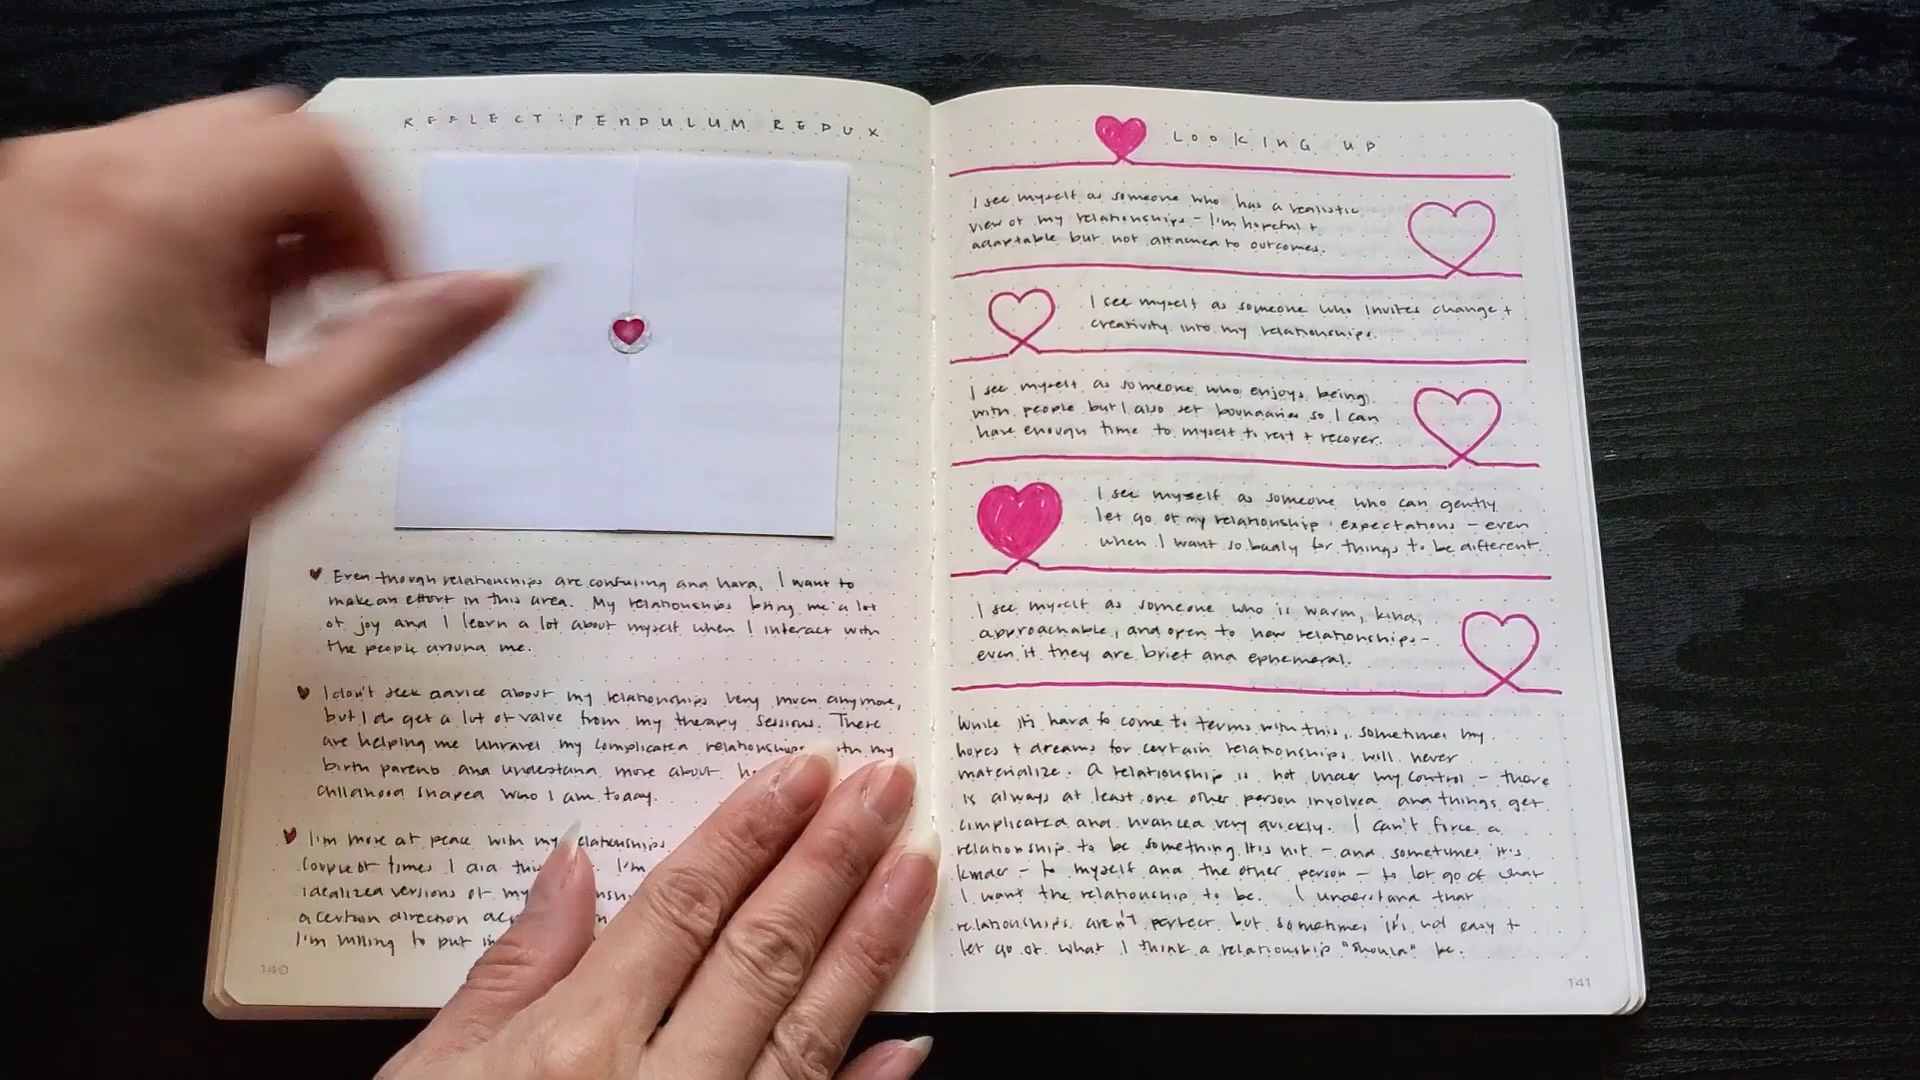 REFLECT: PENDULUM REDUX
Even though relationships are confusing and hard, I want to
make an effort in this area. My relationships bring me a lot
of joy and I learn a lot about myself when I interact with
the people around me.
I don't seek advice about my relationships very much anymore,
but I do get a lot of value from my therapy sessions. These
are helping me unravel my complicated relationships with my
birth parents and understand more about
childhood shaped who I am today.
I'm more at peace with my relationships
couple of times I did this I'm
idealized versions of my
a certain direction
I'm willing to put in
140
LOOKING UP
I see myself as someone who has a realistic
view of my relationships - I'm hopeful +
adaptable but not attached to outcomes.
I see myself as someone who invites change +
creativity into my relationships.
I see myself as someone who enjoys being
with people but I also set boundaries so I can
have enough time to myself to rest + recover.
I see myself as someone who can gently
let go of my relationship expectations - even
when I want so badly for things to be different.
I see myself as someone who is warm, kind,
approachable, and open to new relationships -
even if they are brief and ephemeral.
While it's hard to come to terms with this, sometimes my
hopes + dreams for certain relationships will never
materialize. A relationship is not under my control - there
is always at least one other person involved and things get
complicated and nuanced very quickly. I can't force a
relationship to be something it is not - and sometimes it's
kinder - to myself and the other person - to let go of what
I want the relationship to be. I understand that
relationships aren't perfect but sometimes it's not easy to
let go of what I think a relationship "should" be.
141